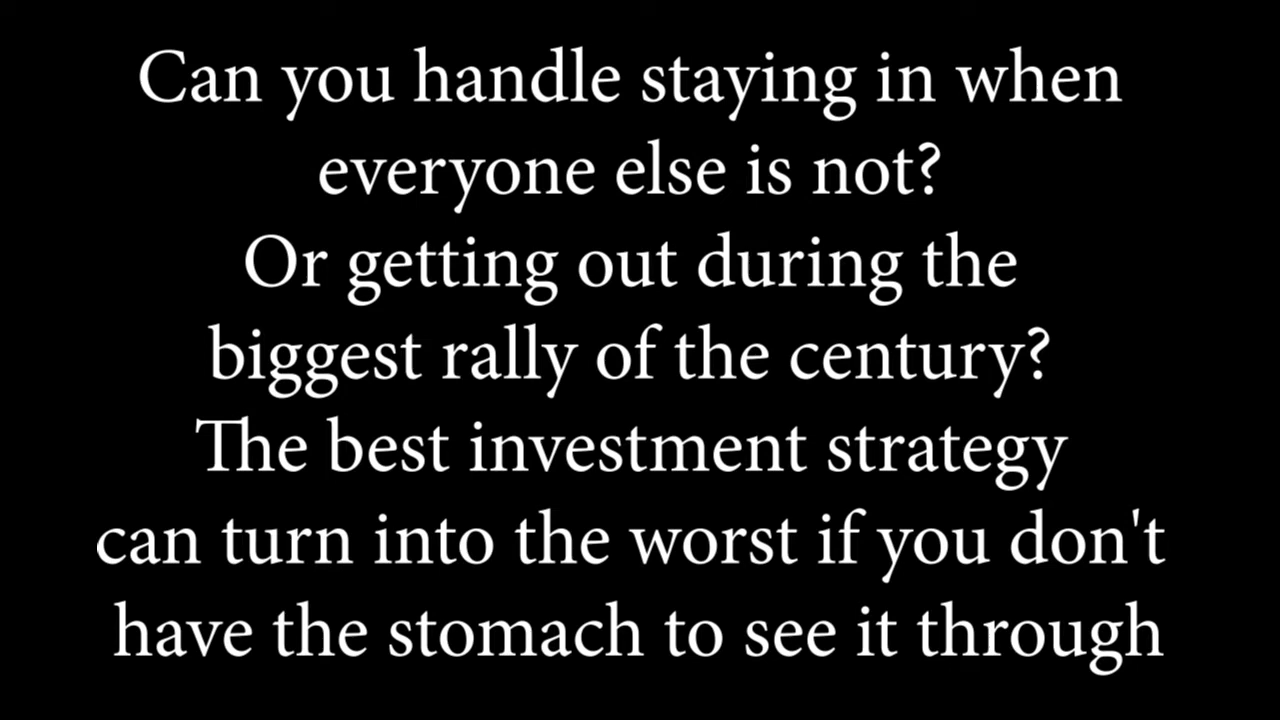 Can you handle staying in when
everyone else is not?
Or getting out during the
biggest rally of the century?
The best investment strategy
can turn into the worst if you don't
have the stomach to see it through